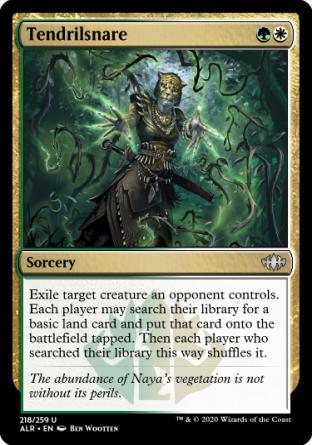 Tendrilsnare
Sorcery
Exile target creature an opponent controls.
Each player may search their library for a
basic land card and put that card onto the
battlefield tapped. Then each player who
searched their library this way shuffles it.
The abundance of Naya's vegetation is not
without its perils.
218/259 U
ALR • EN BEN WOOTTEN
™ & © 2020 Wizards of the Coast